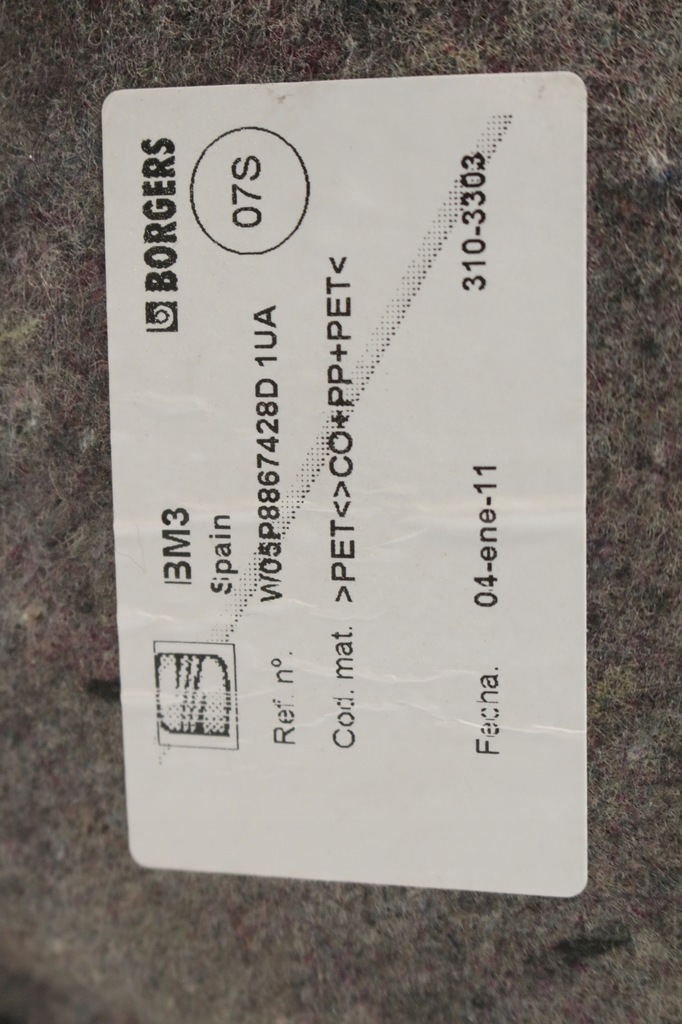 BM3
BORGERS
Spain
07S
Ref. nº. W05P8867428D 1UA
Cod. mat. >PET<>CO+PP+PET<
Fecha. 04-ene-11 310-3303